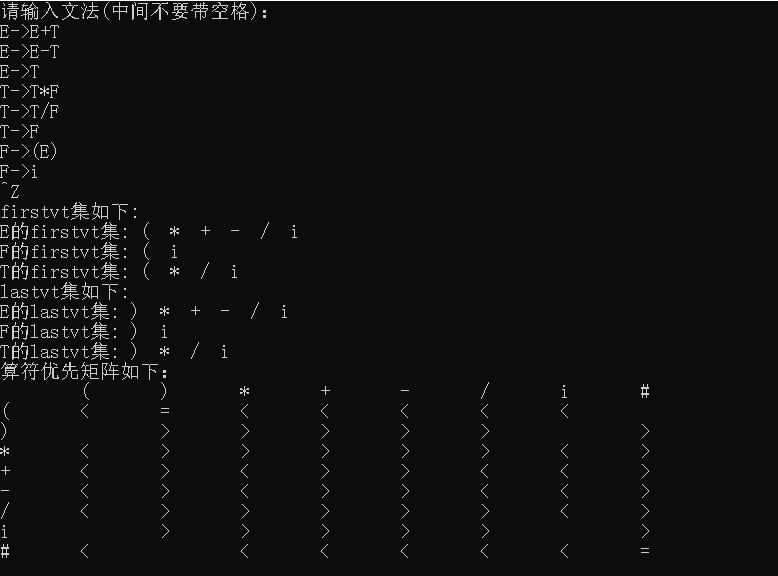 请输入文法(中间不要带空格):
E->E+T
E->E-T
E->T
T->T*F
T->T/F
T->F
F->(E)
F->i
^Z
firstvt集如下:
E的firstvt集: ( * + - / i
F的firstvt集: ( i
T的firstvt集: ( * / i
lastvt集如下:
E的lastvt集: ) * + - / i
F的lastvt集: ) i
T的lastvt集: ) * / i
算符优先矩阵如下:
( ) * + - / i #
( < = < < < < <
) > > > > > >
* < > > > > > < >
+ < > < > > < < >
- < > < > > < < >
/ < > > > > > < >
i > > > > > >
# < < < < < < =